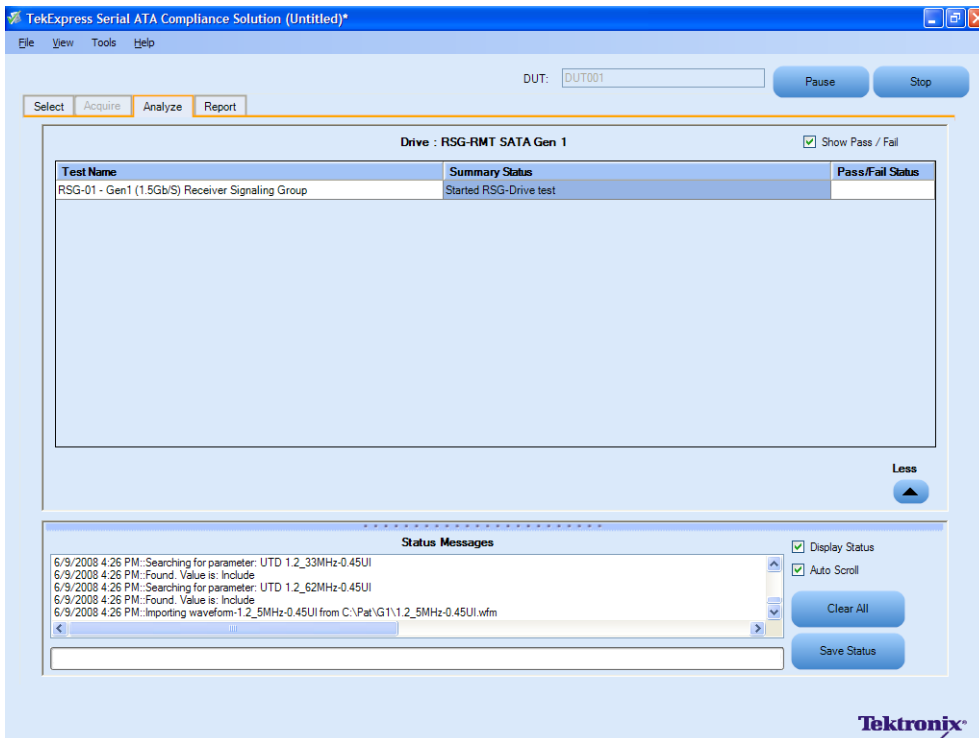 TekExpress Serial ATA Compliance Solution (Untitled)*
File View Tools Help
DUT: DUT001
Pause
Stop
Select Acquire Analyze Report
Drive : RSG-RMT SATA Gen 1
Show Pass / Fail
Test Name Summary Status Pass/Fail Status
RSG-01 - Gen1 (1.5Gb/S) Receiver Signaling Group Started RSG-Drive test
Less
Status Messages
6/9/2008 4:26 PM::Searching for parameter: UTD 1.2_33MHz-0.45UI
6/9/2008 4:26 PM::Found. Value is: Include
6/9/2008 4:26 PM::Searching for parameter: UTD 1.2_62MHz-0.45UI
6/9/2008 4:26 PM::Found. Value is: Include
6/9/2008 4:26 PM::Importing waveform-1.2_5MHz-0.45UI from C:\Pat\G1\1.2_5MHz-0.45UI.wfm
Display Status
Auto Scroll
Clear All
Save Status
Tektronix